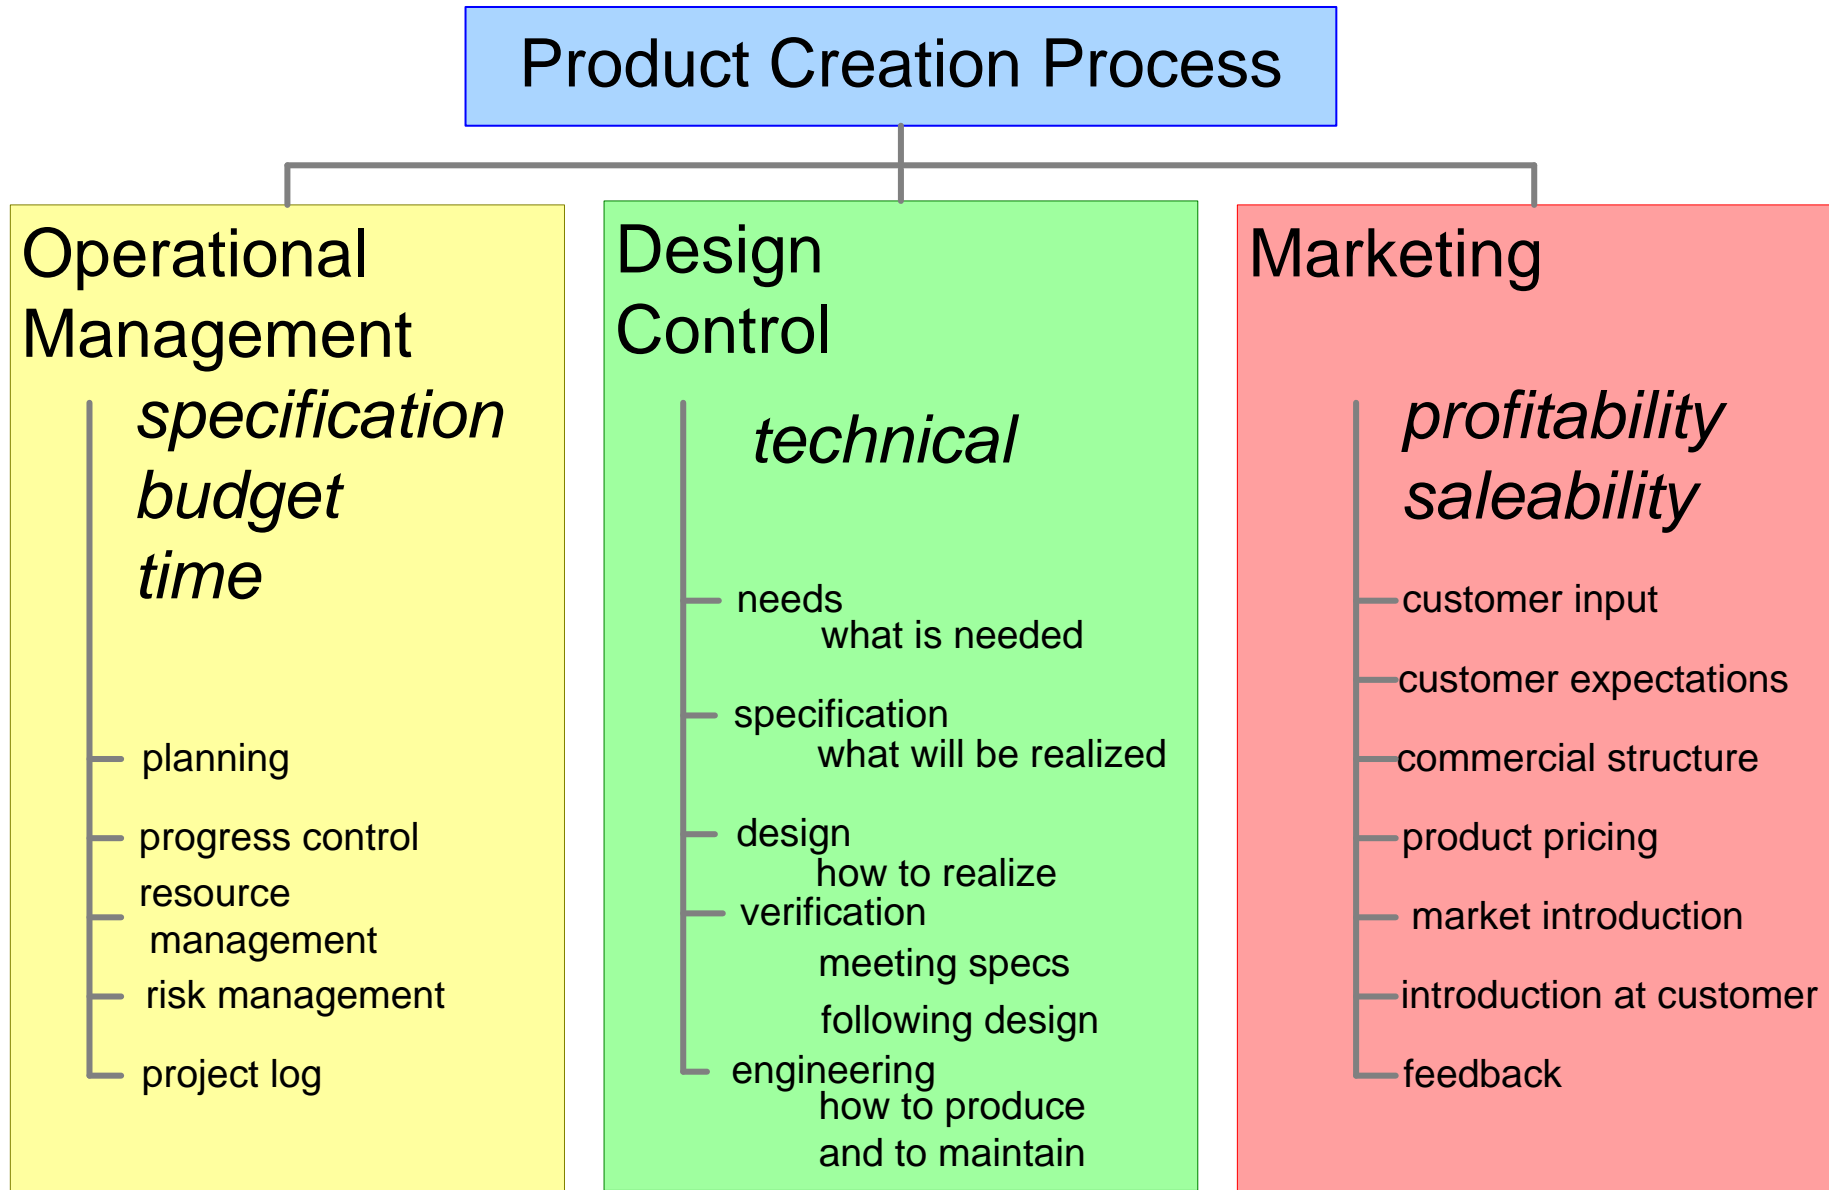 Product Creation Process
Operational
Management
specification
budget
time
planning
progress control
resource
management
risk management
project log
Design
Control
technical
needs
what is needed
specification
what will be realized
design
how to realize
verification
meeting specs
following design
engineering
how to produce
and to maintain
Marketing
profitability
saleability
customer input
customer expectations
commercial structure
product pricing
market introduction
introduction at customer
feedback